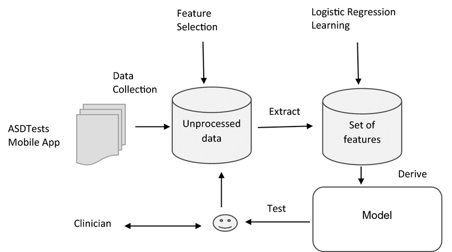 Feature
Selection
Logistic Regression
Learning
Data
Collection
ASDTests
Mobile App
Unprocessed
data
Extract
Set of
features
Derive
Model
Test
Clinician